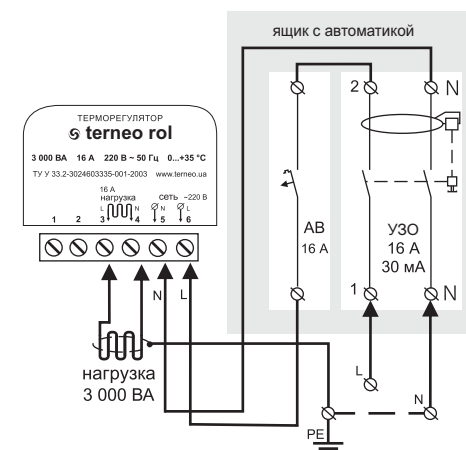 ящик с автоматикой
2 N
ТЕРМОРЕГУЛЯТОР
terneo rol
3 000 ВА 16 А 220 В ~ 50 Гц 0...+35 °С
ТУ У 33.2-3024603335-001-2003 www.terneo.ua
16 А
нагрузка сеть ~220 В
L N N L
1 2 3 4 5 6
АВ
16 А
УЗО
16 А
30 мА
N L
1 N
нагрузка
3 000 ВА
L
N
PE